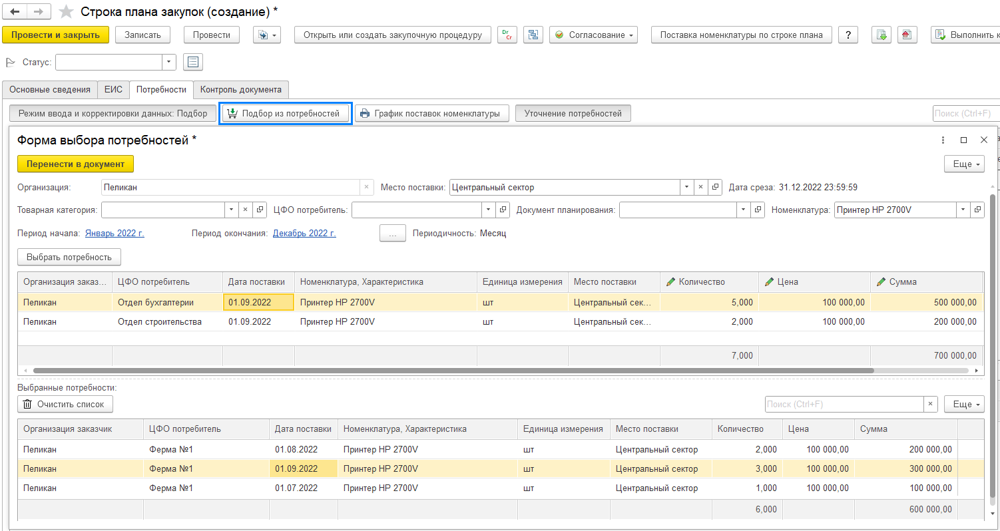 Строка плана закупок (создание) *
Провести и закрыть Записать Провести Открыть или создать закупочную процедуру Dr Cr Согласование Поставка номенклатуры по строке плана ? Выполнить к
Статус:
Основные сведения ЕИС Потребности Контроль документа
Режим ввода и корректировки данных: Подбор Подбор из потребностей График поставок номенклатуры Уточнение потребностей Поиск (Ctrl+F)
Форма выбора потребностей *
Перенести в документ Еще
Организация: Пеликан × Место поставки: Центральный сектор × Дата среза: 31.12.2022 23:59:59
Товарная категория: × ЦФО потребитель: Документ планирования: Номенклатура: Принтер HP 2700V
Период начала: Январь 2022 г. Период окончания: Декабрь 2022 г. ... Периодичность: Месяц
Выбрать потребность
Организация заказ... ЦФО потребитель Дата поставки Номенклатура, Характеристика Единица измерения Место поставки Количество Цена Сумма
Пеликан Отдел бухгалтерии 01.09.2022 Принтер HP 2700V шт Центральный сек... 5,000 100 000,00 500 000,00
Пеликан Отдел строительства 01.09.2022 Принтер HP 2700V шт Центральный сек... 2,000 100 000,00 200 000,00
7,000 700 000,00
Выбранные потребности:
Очистить список Поиск (Ctrl+F) × Еще
Организация заказчик ЦФО потребитель Дата поставки Номенклатура, Характеристика Единица измерения Место поставки Количество Цена Сумма
Пеликан Ферма №1 01.08.2022 Принтер HP 2700V шт Центральный сектор 2,000 100 000,00 200 000,00
Пеликан Ферма №1 01.09.2022 Принтер HP 2700V шт Центральный сектор 3,000 100 000,00 300 000,00
Пеликан Ферма №1 01.07.2022 Принтер HP 2700V шт Центральный сектор 1,000 100 000,00 100 000,00
6,000 600 000,00